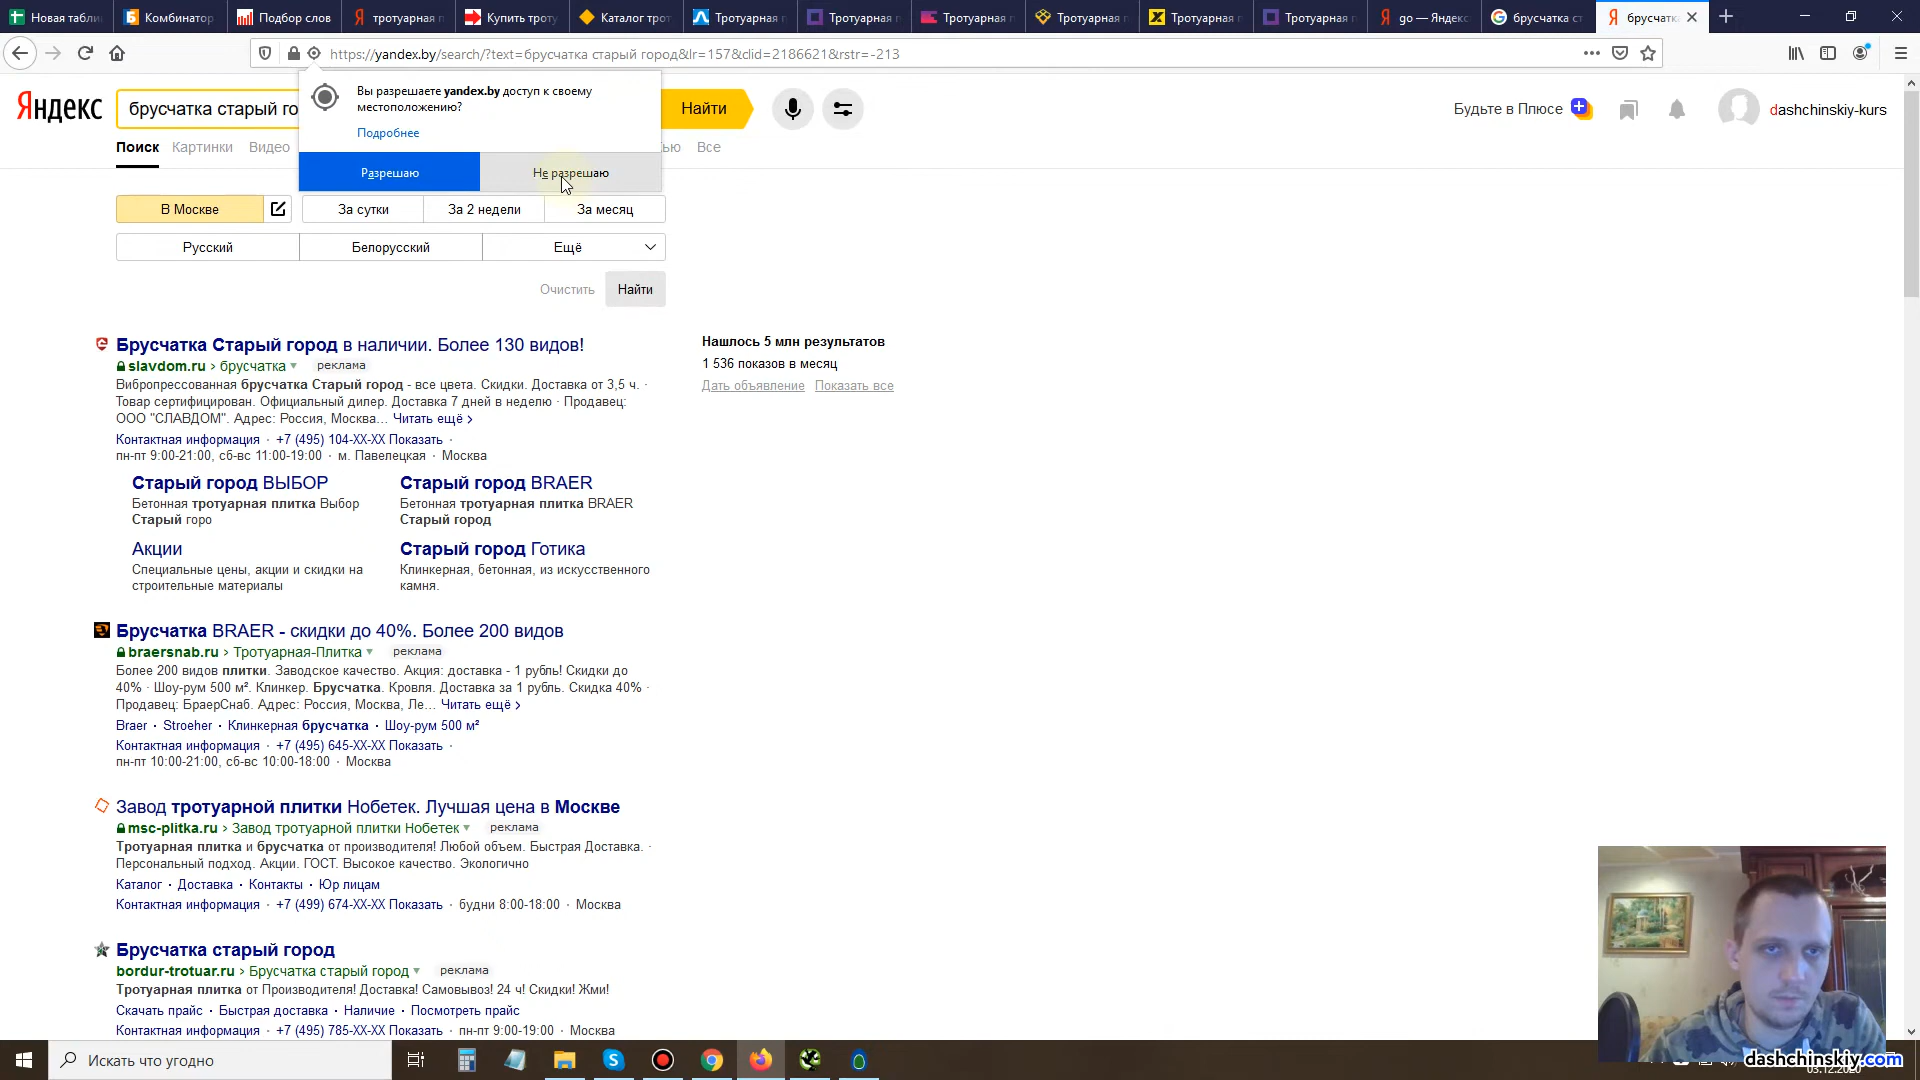 Новая табли
Комбинатор
Подбор слов
тротуарная п
Купить троту
Каталог трот
Тротуарная п
Тротуарная п
Тротуарная п
Тротуарная п
Тротуарная п
Тротуарная п
go — Яндекс
брусчатка ст
брусчатка
https://yandex.by/search/?text=брусчатка старый город&lr=157&clid=2186621&rstr=-213
Вы разрешаете yandex.by доступ к своему
местоположению?
Подробнее
Разрешаю
Не разрешаю
Яндекс
брусчатка старый го
Найти
Будьте в Плюсе
dashchinskiy-kurs
Поиск
Картинки
Видео
Все
В Москве
За сутки
За 2 недели
За месяц
Русский
Белорусский
Ещё
Очистить
Найти
Брусчатка Старый город в наличии. Более 130 видов!
slavdom.ru › брусчатка реклама
Вибропрессованная брусчатка Старый город - все цвета. Скидки. Доставка от 3,5 ч. ·
Товар сертифицирован. Официальный дилер. Доставка 7 дней в неделю · Продавец:
ООО "СЛАВДОМ". Адрес: Россия, Москва... Читать ещё ›
Контактная информация · +7 (495) 104-XX-XX Показать ·
пн-пт 9:00-21:00, сб-вс 11:00-19:00 · м. Павелецкая · Москва
Старый город ВЫБОР
Бетонная тротуарная плитка Выбор
Старый горо
Старый город BRAER
Бетонная тротуарная плитка BRAER
Старый город
Акции
Специальные цены, акции и скидки на
строительные материалы
Старый город Готика
Клинкерная, бетонная, из искусственного
камня.
Нашлось 5 млн результатов
1 536 показов в месяц
Дать объявление Показать все
Брусчатка BRAER - скидки до 40%. Более 200 видов
braersnab.ru › Тротуарная-Плитка реклама
Более 200 видов плитки. Заводское качество. Акция: доставка - 1 рубль! Скидки до
40% · Шоу-рум 500 м². Клинкер. Брусчатка. Кровля. Доставка за 1 рубль. Скидка 40% ·
Продавец: БраерСнаб. Адрес: Россия, Москва, Ле... Читать ещё ›
Braer · Stroeher · Клинкерная брусчатка · Шоу-рум 500 м²
Контактная информация · +7 (495) 645-XX-XX Показать ·
пн-пт 10:00-21:00, сб-вс 10:00-18:00 · Москва
Завод тротуарной плитки Нобетек. Лучшая цена в Москве
msc-plitka.ru › Завод тротуарной плитки Нобетек реклама
Тротуарная плитка и брусчатка от производителя! Любой объем. Быстрая Доставка. ·
Персональный подход. Акции. ГОСТ. Высокое качество. Экологично
Каталог · Доставка · Контакты · Юр лицам
Контактная информация · +7 (499) 674-XX-XX Показать · будни 8:00-18:00 · Москва
Брусчатка старый город
bordur-trotuar.ru › Брусчатка старый город реклама
Тротуарная плитка от Производителя! Доставка! Самовывоз! 24 ч! Скидки! Жми!
Скачать прайс · Быстрая доставка · Наличие · Посмотреть прайс
Контактная информация · +7 (495) 785-XX-XX Показать · пн-пт 9:00-19:00 · Москва
Искать что угодно
dashchinskiy.com
03.12.2020